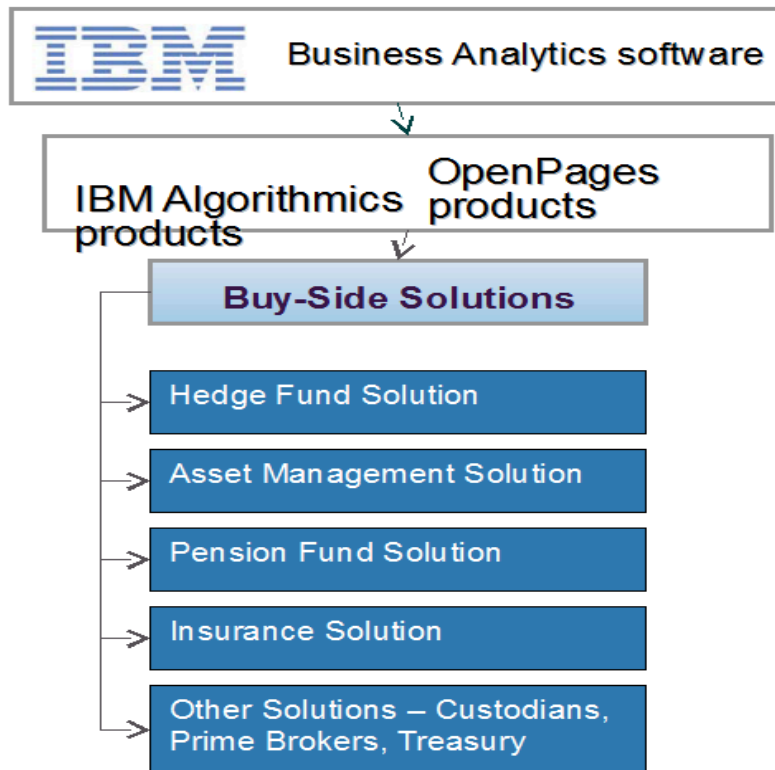 IBM Business Analytics software
IBM Algorithmics
products
OpenPages
products
Buy-Side Solutions
Hedge Fund Solution
Asset Management Solution
Pension Fund Solution
Insurance Solution
Other Solutions – Custodians,
Prime Brokers, Treasury